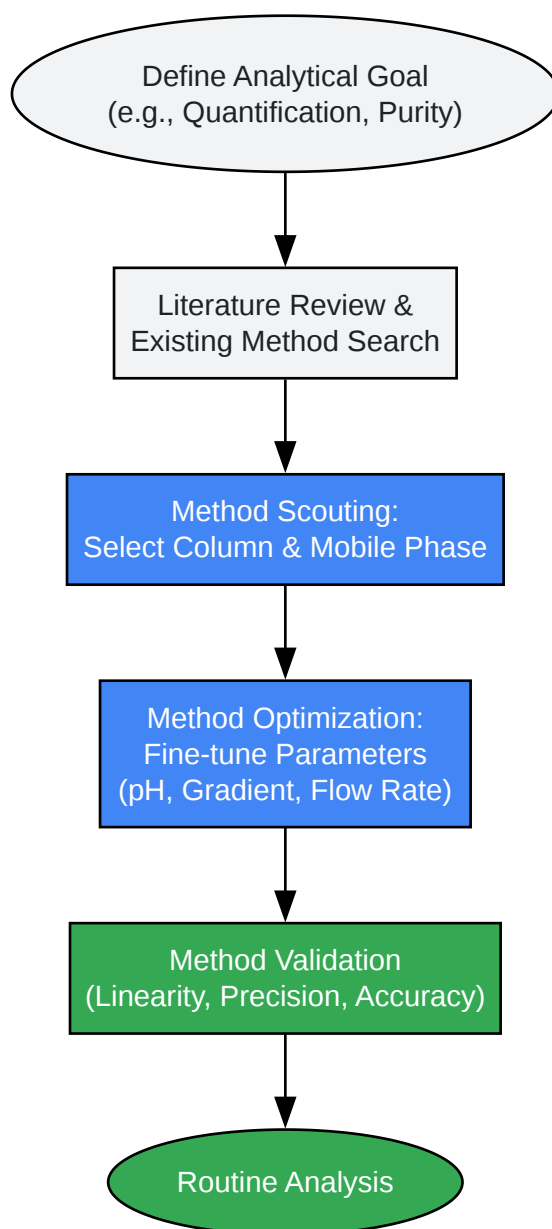 Define Analytical Goal
(e.g., Quantification, Purity)
Literature Review &
Existing Method Search
Method Scouting:
Select Column & Mobile Phase
Method Optimization:
Fine-tune Parameters
(pH, Gradient, Flow Rate)
Method Validation
(Linearity, Precision, Accuracy)
Routine Analysis